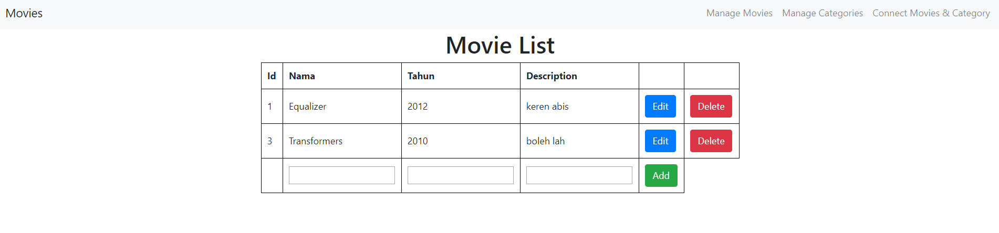 Movies Manage Movies Manage Categories Connect Movies & Category
Movie List
Id Nama Tahun Description
1 Equalizer 2012 keren abis Edit Delete
3 Transformers 2010 boleh lah Edit Delete
Add